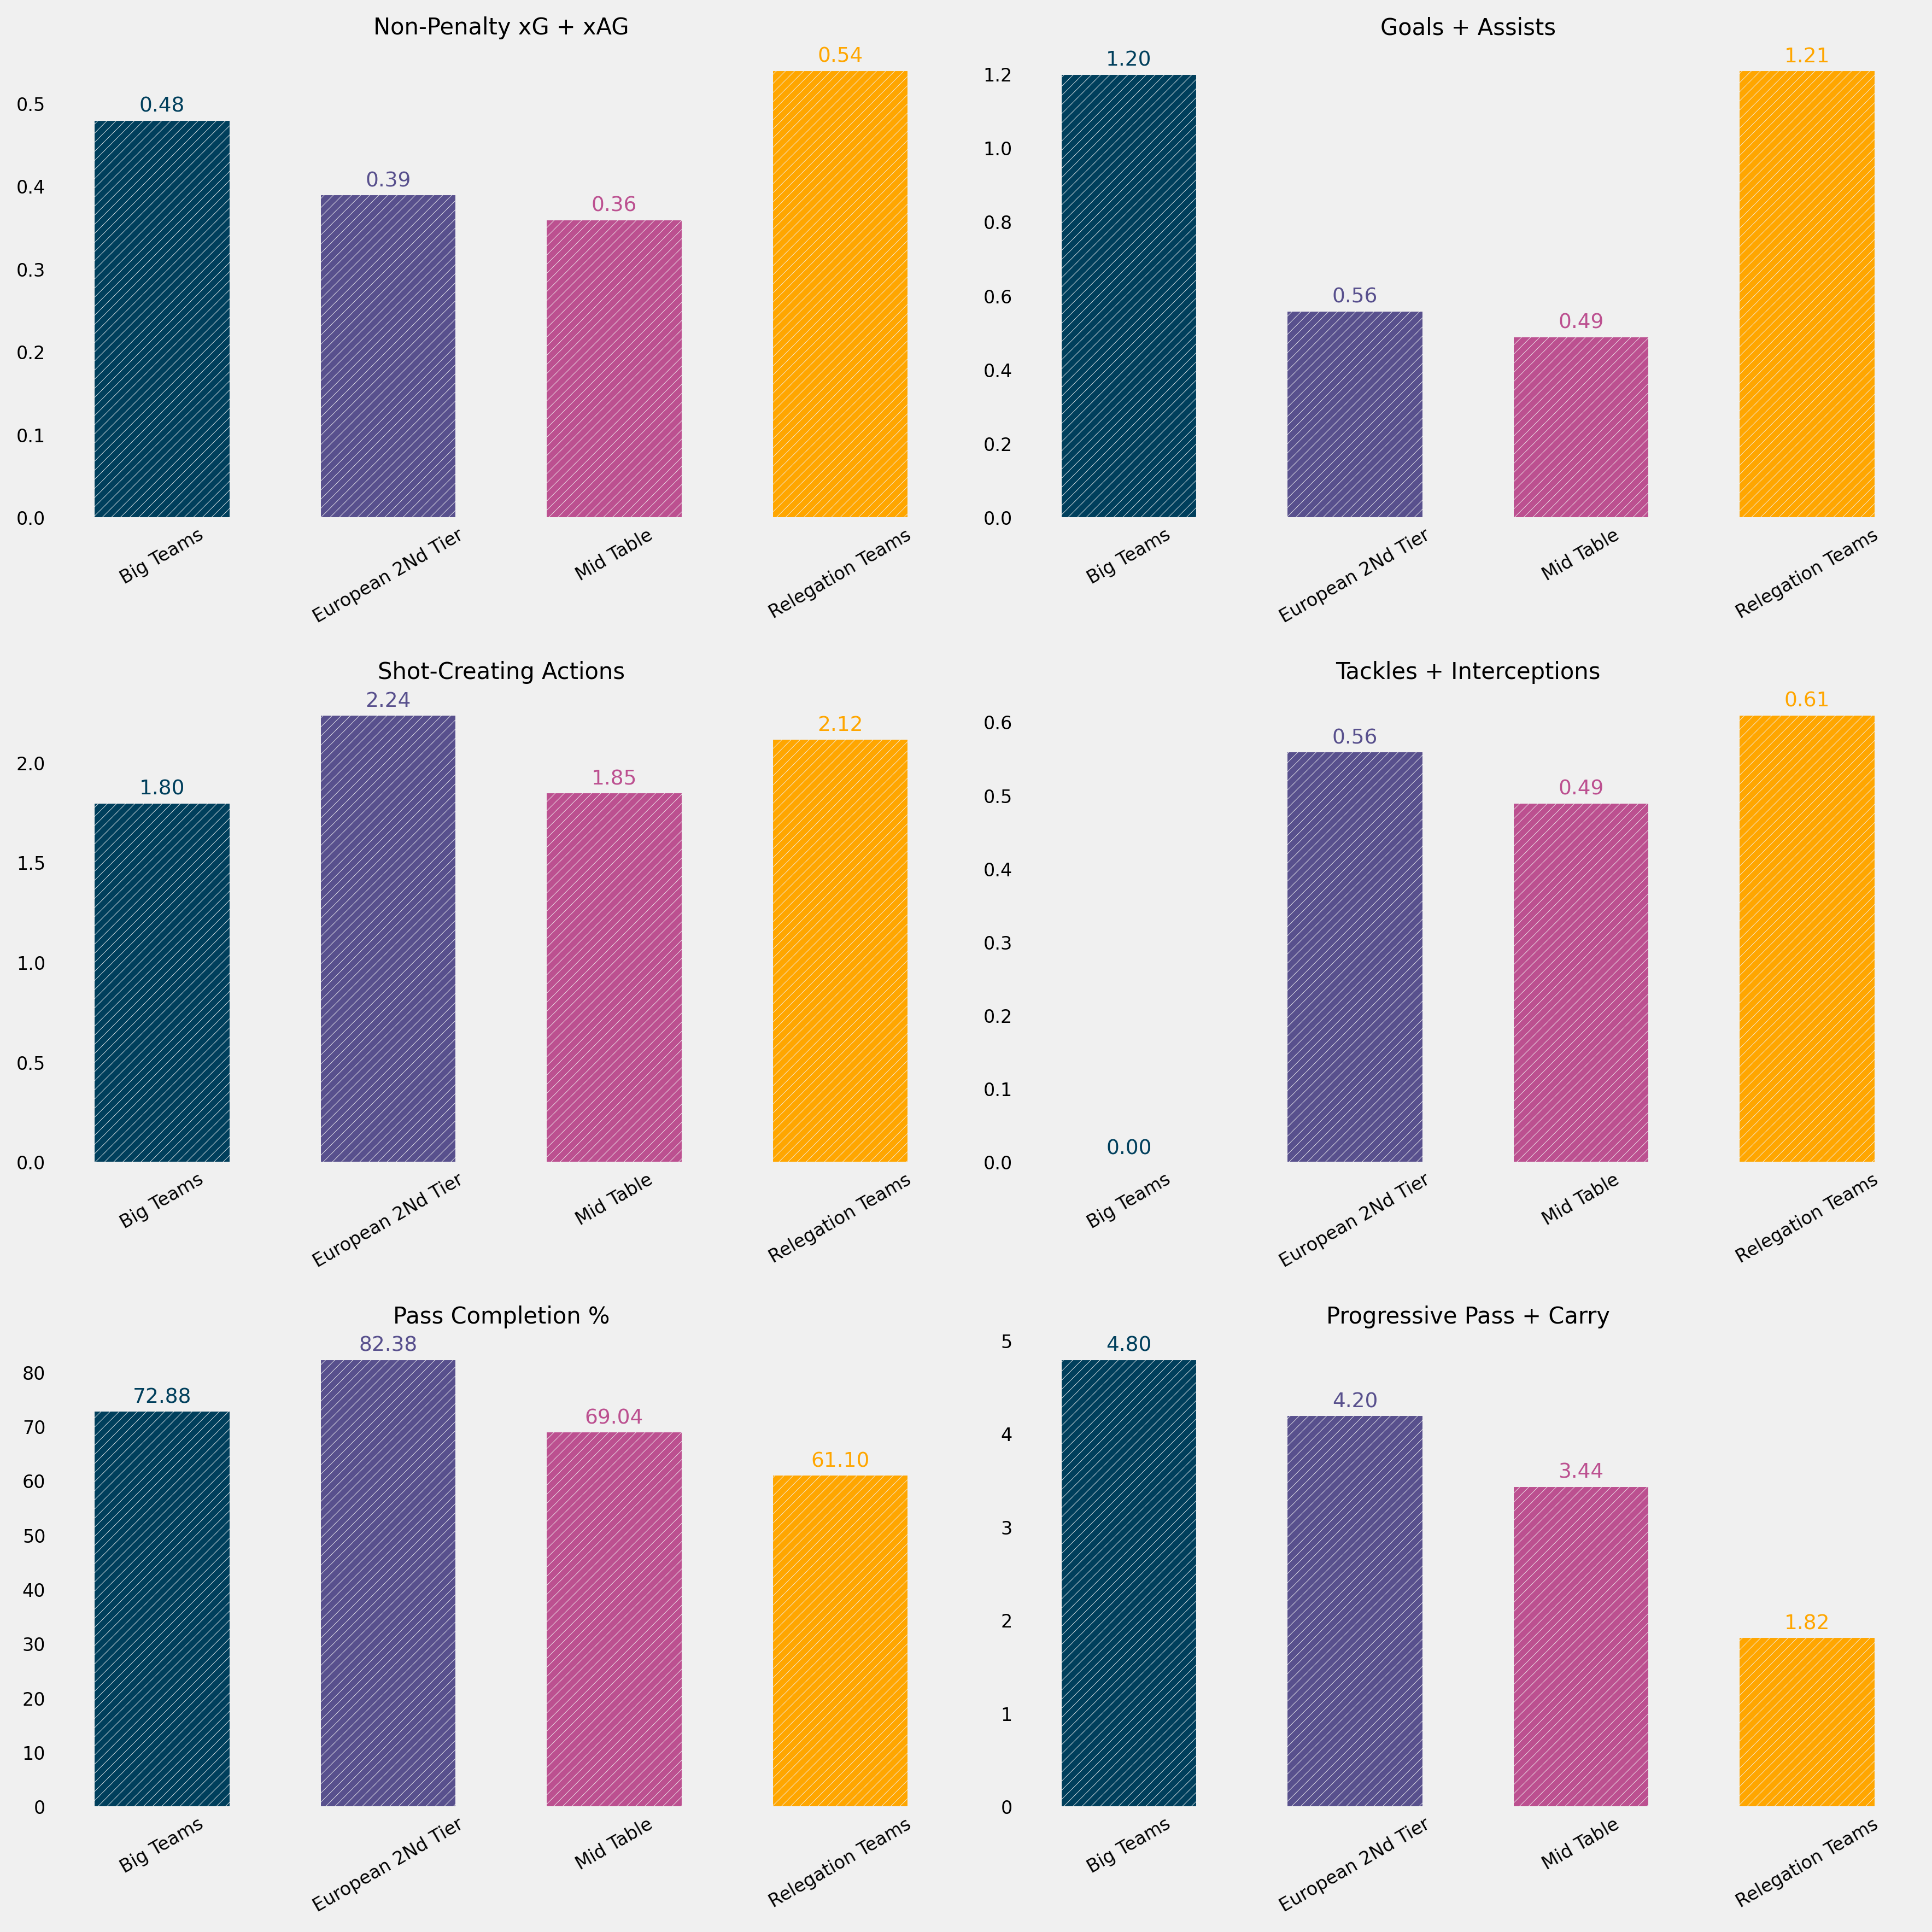 Non-Penalty xG + xAG
0.5
0.4
0.3
0.2
0.1
0.0
0.48
0.39
0.36
0.54
Big Teams
European 2Nd Tier
Mid Table
Relegation Teams
Goals + Assists
1.2
1.0
0.8
0.6
0.4
0.2
0.0
1.20
0.56
0.49
1.21
Big Teams
European 2Nd Tier
Mid Table
Relegation Teams
Shot-Creating Actions
2.0
1.5
1.0
0.5
0.0
1.80
2.24
1.85
2.12
Big Teams
European 2Nd Tier
Mid Table
Relegation Teams
Tackles + Interceptions
0.6
0.5
0.4
0.3
0.2
0.1
0.0
0.00
0.56
0.49
0.61
Big Teams
European 2Nd Tier
Mid Table
Relegation Teams
Pass Completion %
80
70
60
50
40
30
20
10
0
72.88
82.38
69.04
61.10
Big Teams
European 2Nd Tier
Mid Table
Relegation Teams
Progressive Pass + Carry
5
4
3
2
1
0
4.80
4.20
3.44
1.82
Big Teams
European 2Nd Tier
Mid Table
Relegation Teams